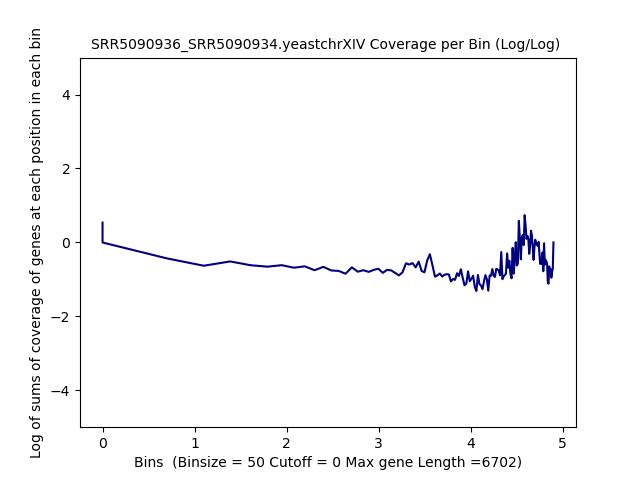 SRR5090936_SRR5090934.yeastchrXIV Coverage per Bin (Log/Log)
Log of sums of coverage of genes at each position in each bin
4
2
0
−2
−4
0 1 2 3 4 5
Bins  (Binsize = 50 Cutoff = 0 Max gene Length =6702)